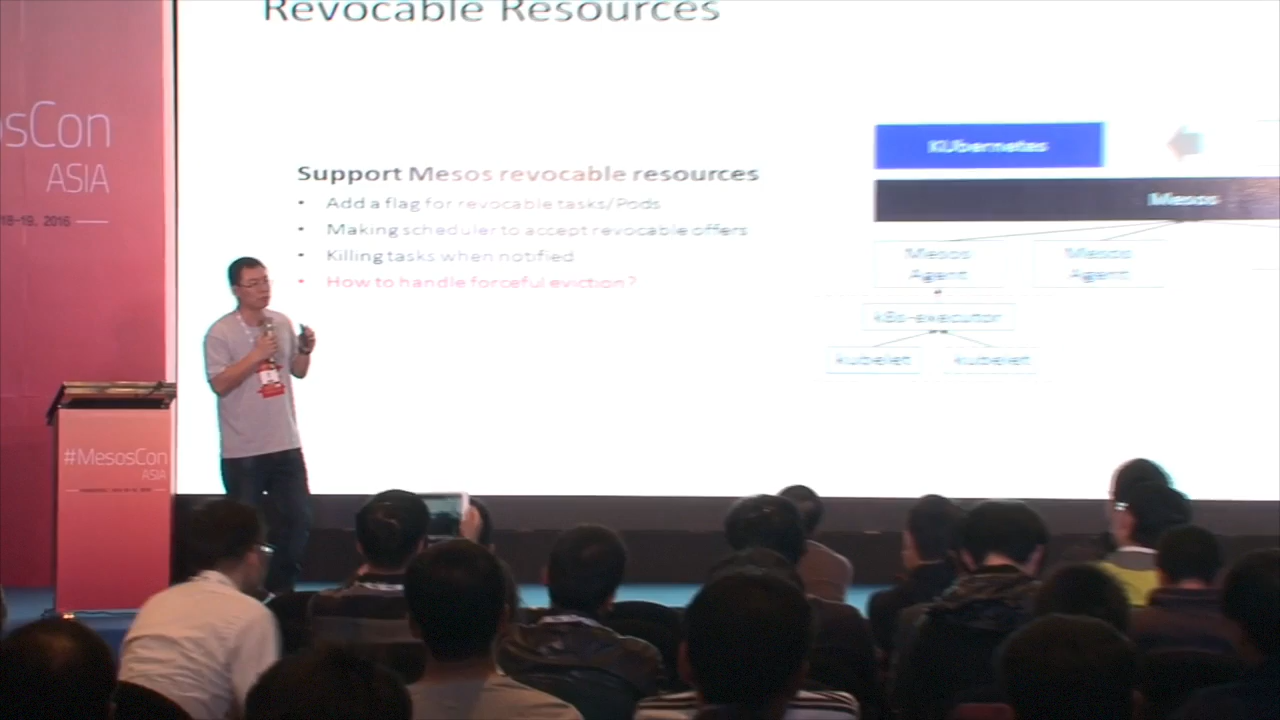 Revocable Resources
osCon
ASIA
18-19, 2016
Support Mesos revocable resources
• Add a flag for revocable tasks/Pods
• Making scheduler to accept revocable offers
• Killing tasks when notified
• How to handle forceful eviction?
KUbernetes
Mesos
Mesos
Agent
Mesos
Agent
k8s-executor
kubelet
kubelet
#MesosCon
ASIA